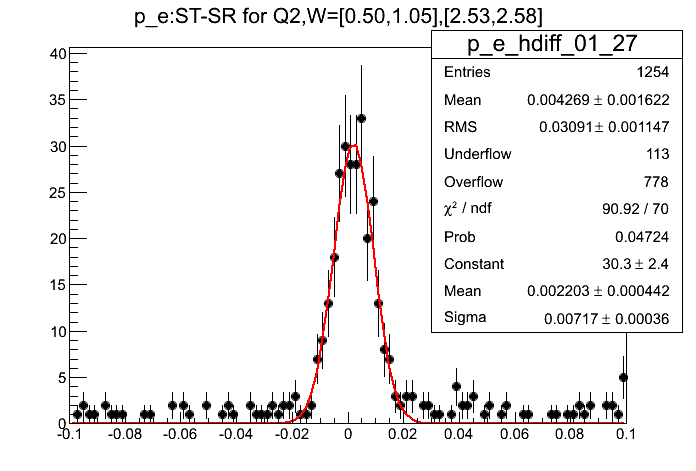 p_e:ST-SR for Q2,W=[0.50,1.05],[2.53,2.58]
p_e_hdiff_01_27
Entries 1254
Mean 0.004269 ± 0.001622
RMS 0.03091 ± 0.001147
Underflow 113
Overflow 778
χ² / ndf 90.92 / 70
Prob 0.04724
Constant 30.3 ± 2.4
Mean 0.002203 ± 0.000442
Sigma 0.00717 ± 0.00036
40
35
30
25
20
15
10
5
0
-0.1 -0.08 -0.06 -0.04 -0.02 0 0.02 0.04 0.06 0.08 0.1